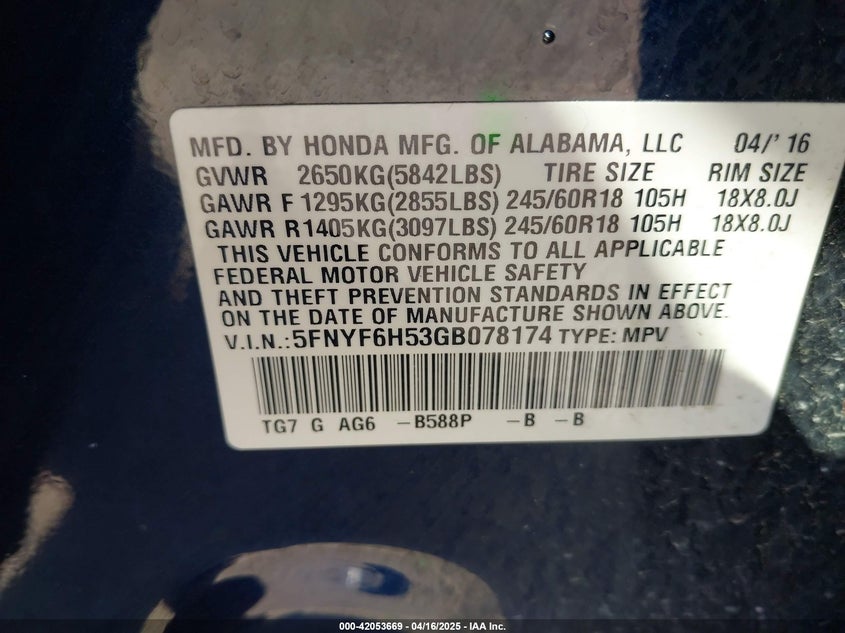 MFD. BY HONDA MFG. OF ALABAMA, LLC 04/'16
GVWR 2650KG(5842LBS) TIRE SIZE RIM SIZE
GAWR F 1295KG(2855LBS) 245/60R18 105H 18X8.0J
GAWR R1405KG(3097LBS) 245/60R18 105H 18X8.0J
THIS VEHICLE CONFORMS TO ALL APPLICABLE
FEDERAL MOTOR VEHICLE SAFETY
AND THEFT PREVENTION STANDARDS IN EFFECT
ON THE DATE OF MANUFACTURE SHOWN ABOVE.
V.I.N.:5FNYF6H53GB078174 TYPE: MPV
TG7 G AG6 -B588P -B -B
000-42053669 - 04/16/2025 - IAA Inc.